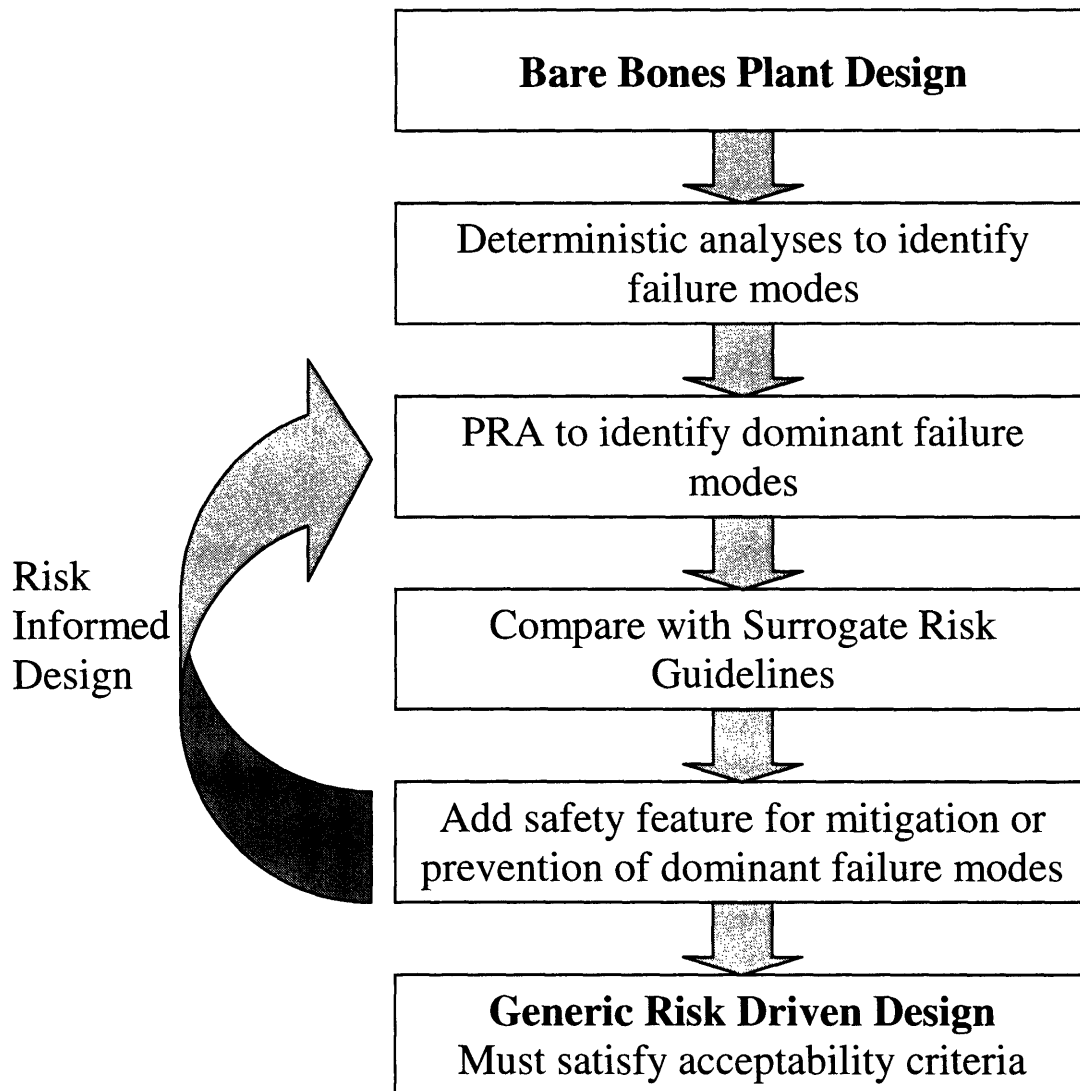 Bare Bones Plant Design
Deterministic analyses to identify
failure modes
PRA to identify dominant failure
modes
Risk
Informed
Design
Compare with Surrogate Risk
Guidelines
Add safety feature for mitigation or
prevention of dominant failure modes
Generic Risk Driven Design
Must satisfy acceptability criteria